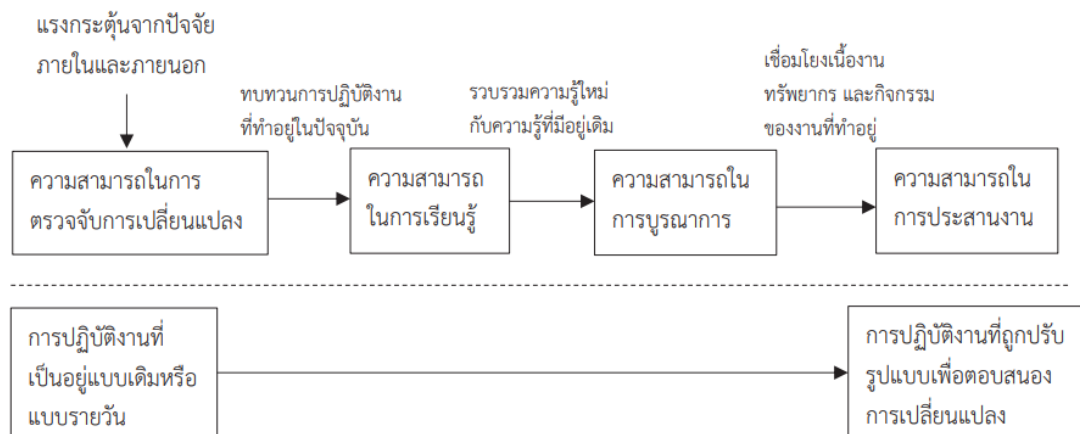 แรงกระตุ้นจากปัจจัย
ภายในและภายนอก
ทบทวนการปฏิบัติงาน
ที่ทำอยู่ในปัจจุบัน
รวบรวมความรู้ใหม่
กับความรู้ที่มีอยู่เดิม
เชื่อมโยงเนื้องาน
ทรัพยากร และกิจกรรม
ของงานที่ทำอยู่
ความสามารถในการ
ตรวจจับการเปลี่ยนแปลง
ความสามารถ
ในการเรียนรู้
ความสามารถใน
การบูรณาการ
ความสามารถใน
การประสานงาน
การปฏิบัติงานที่
เป็นอยู่แบบเดิมหรือ
แบบรายวัน
การปฏิบัติงานที่ถูกปรับ
รูปแบบเพื่อตอบสนอง
การเปลี่ยนแปลง